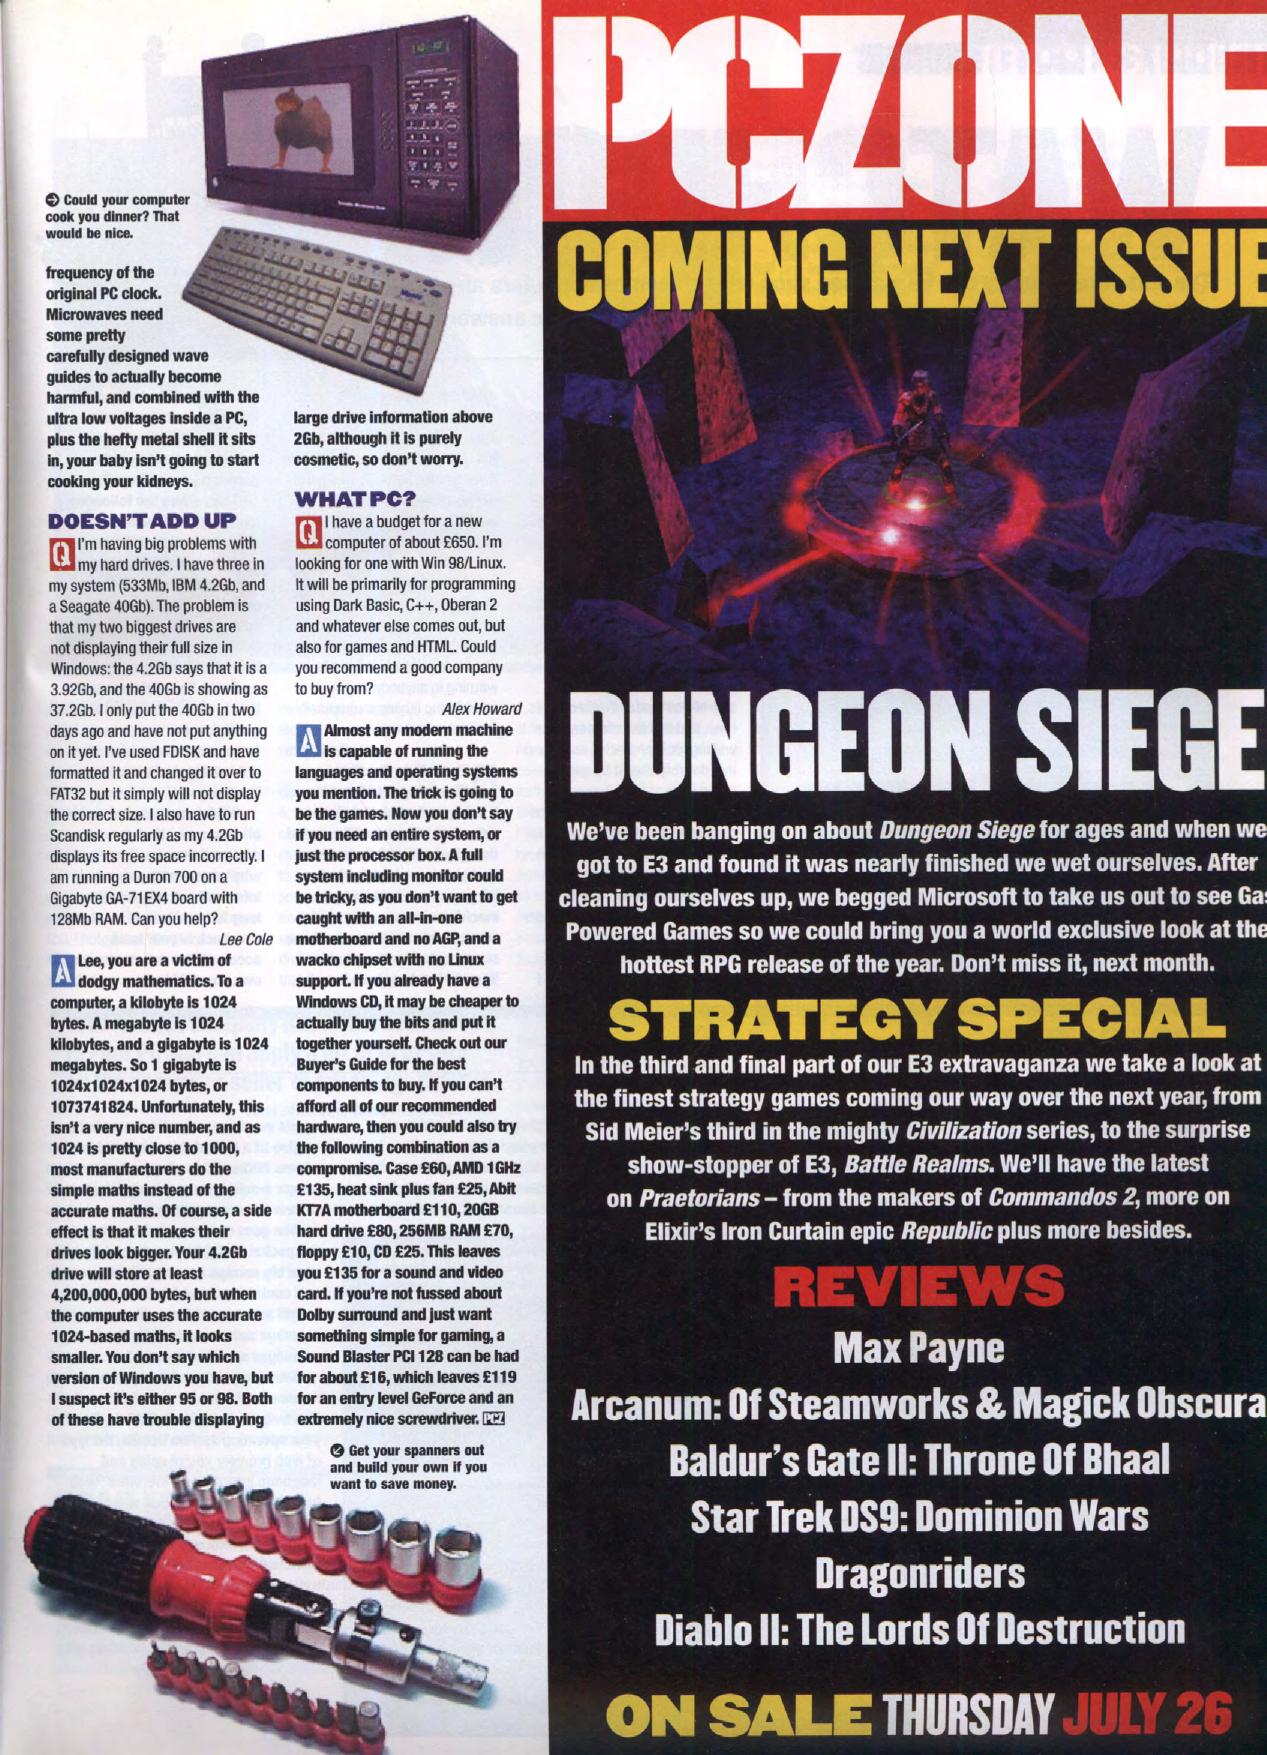 Could your computer
cook you dinner? That
would be nice.
frequency of the
original PC clock.
Microwaves need
some pretty
carefully designed wave
guides to actually become
harmful, and combined with the
ultra low voltages inside a PC,
plus the hefty metal shell it sits
in, your baby isn't going to start
cooking your kidneys.
DOESN'T ADD UP
Q I'm having big problems with
my hard drives. I have three in
my system (533Mb, IBM 4.2Gb, and
a Seagate 40Gb). The problem is
that my two biggest drives are
not displaying their full size in
Windows: the 4.2Gb says that it is a
3.92Gb, and the 40Gb is showing as
37.2Gb. I only put the 40Gb in two
days ago and have not put anything
on it yet. I've used FDISK and have
formatted it and changed it over to
FAT32 but it simply will not display
the correct size. I also have to run
Scandisk regularly as my 4.2Gb
displays its free space incorrectly. I
am running a Duron 700 on a
Gigabyte GA-71EX4 board with
128Mb RAM. Can you help?
Lee Cole
A Lee, you are a victim of
dodgy mathematics. To a
computer, a kilobyte is 1024
bytes. A megabyte is 1024
kilobytes, and a gigabyte is 1024
megabytes. So 1 gigabyte is
1024x1024x1024 bytes, or
1073741824. Unfortunately, this
isn't a very nice number, and as
1024 is pretty close to 1000,
most manufacturers do the
simple maths instead of the
accurate maths. Of course, a side
effect is that it makes their
drives look bigger. Your 4.2Gb
drive will store at least
4,200,000,000 bytes, but when
the computer uses the accurate
1024-based maths, it looks
smaller. You don't say which
version of Windows you have, but
I suspect it's either 95 or 98. Both
of these have trouble displaying
large drive information above
2Gb, although it is purely
cosmetic, so don't worry.
WHAT PC?
Q I have a budget for a new
computer of about £650. I'm
looking for one with Win 98/Linux.
It will be primarily for programming
using Dark Basic, C++, Oberan 2
and whatever else comes out, but
also for games and HTML. Could
you recommend a good company
to buy from?
Alex Howard
A Almost any modern machine
is capable of running the
languages and operating systems
you mention. The trick is going to
be the games. Now you don't say
if you need an entire system, or
just the processor box. A full
system including monitor could
be tricky, as you don't want to get
caught with an all-in-one
motherboard and no AGP, and a
wacko chipset with no Linux
support. If you already have a
Windows CD, it may be cheaper to
actually buy the bits and put it
together yourself. Check out our
Buyer's Guide for the best
components to buy. If you can't
afford all of our recommended
hardware, then you could also try
the following combination as a
compromise. Case £60, AMD 1GHz
£135, heat sink plus fan £25, Abit
KT7A motherboard £110, 20GB
hard drive £80, 256MB RAM £70,
floppy £10, CD £25. This leaves
you £135 for a sound and video
card. If you're not fussed about
Dolby surround and just want
something simple for gaming, a
Sound Blaster PCI 128 can be had
for about £16, which leaves £119
for an entry level GeForce and an
extremely nice screwdriver. PCZ
Get your spanners out
and build your own if you
want to save money.
PCZONE
COMING NEXT ISSUE
DUNGEON SIEGE
We've been banging on about Dungeon Siege for ages and when we
got to E3 and found it was nearly finished we wet ourselves. After
cleaning ourselves up, we begged Microsoft to take us out to see Gas
Powered Games so we could bring you a world exclusive look at the
hottest RPG release of the year. Don't miss it, next month.
STRATEGY SPECIAL
In the third and final part of our E3 extravaganza we take a look at
the finest strategy games coming our way over the next year, from
Sid Meier's third in the mighty Civilization series, to the surprise
show-stopper of E3, Battle Realms. We'll have the latest
on Praetorians – from the makers of Commandos 2, more on
Elixir's Iron Curtain epic Republic plus more besides.
REVIEWS
Max Payne
Arcanum: Of Steamworks & Magick Obscura
Baldur's Gate II: Throne Of Bhaal
Star Trek DS9: Dominion Wars
Dragonriders
Diablo II: The Lords Of Destruction
ON SALE THURSDAY JULY 26